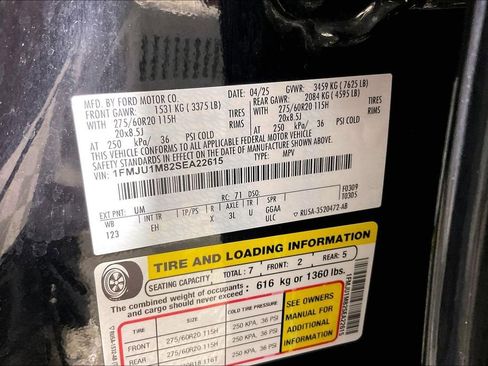 MFD. BY FORD MOTOR CO.
DATE: 04/25 GVWR: 3459 KG (7625 LB)
FRONT GAWR: 1531 KG (3375 LB) REAR GAWR: 2084 KG (4595 LB)
WITH 275/60R20 115H TIRES WITH 275/60R20 115H TIRES
20x8.5J RIMS 20x8.5J RIMS
AT 250 kPa/ 36 PSI COLD AT 250 kPa/ 36 PSI COLD
THIS VEHICLE CONFORMS TO ALL APPLICABLE FEDERAL MOTOR VEHICLE
SAFETY STANDARDS IN EFFECT ON THE DATE OF MANUFACTURE SHOWN ABOVE.
VIN: 1FMJU1M82SEA22615 TYPE: MPV
EXT PNT: UM RC: 71 DSO: F0309
T0305
WB INT TR TP/PS R AXLE TR SPR
123 EH X 3L U GGAA
ULC RU5A-3520472-AB
TIRE AND LOADING INFORMATION
SEATING CAPACITY TOTAL: 7 FRONT: 2 REAR: 5
The combined weight of occupants and cargo should never exceed: 616 kg or 1360 lbs.
TIRE SIZE COLD TIRE PRESSURE
FRONT 275/60R20 115H 250 KPA, 36 PSI
REAR 275/60R20 115H 250 KPA, 36 PSI
SEE OWNERS
MANUAL FOR
ADDITIONAL
INFORMATION